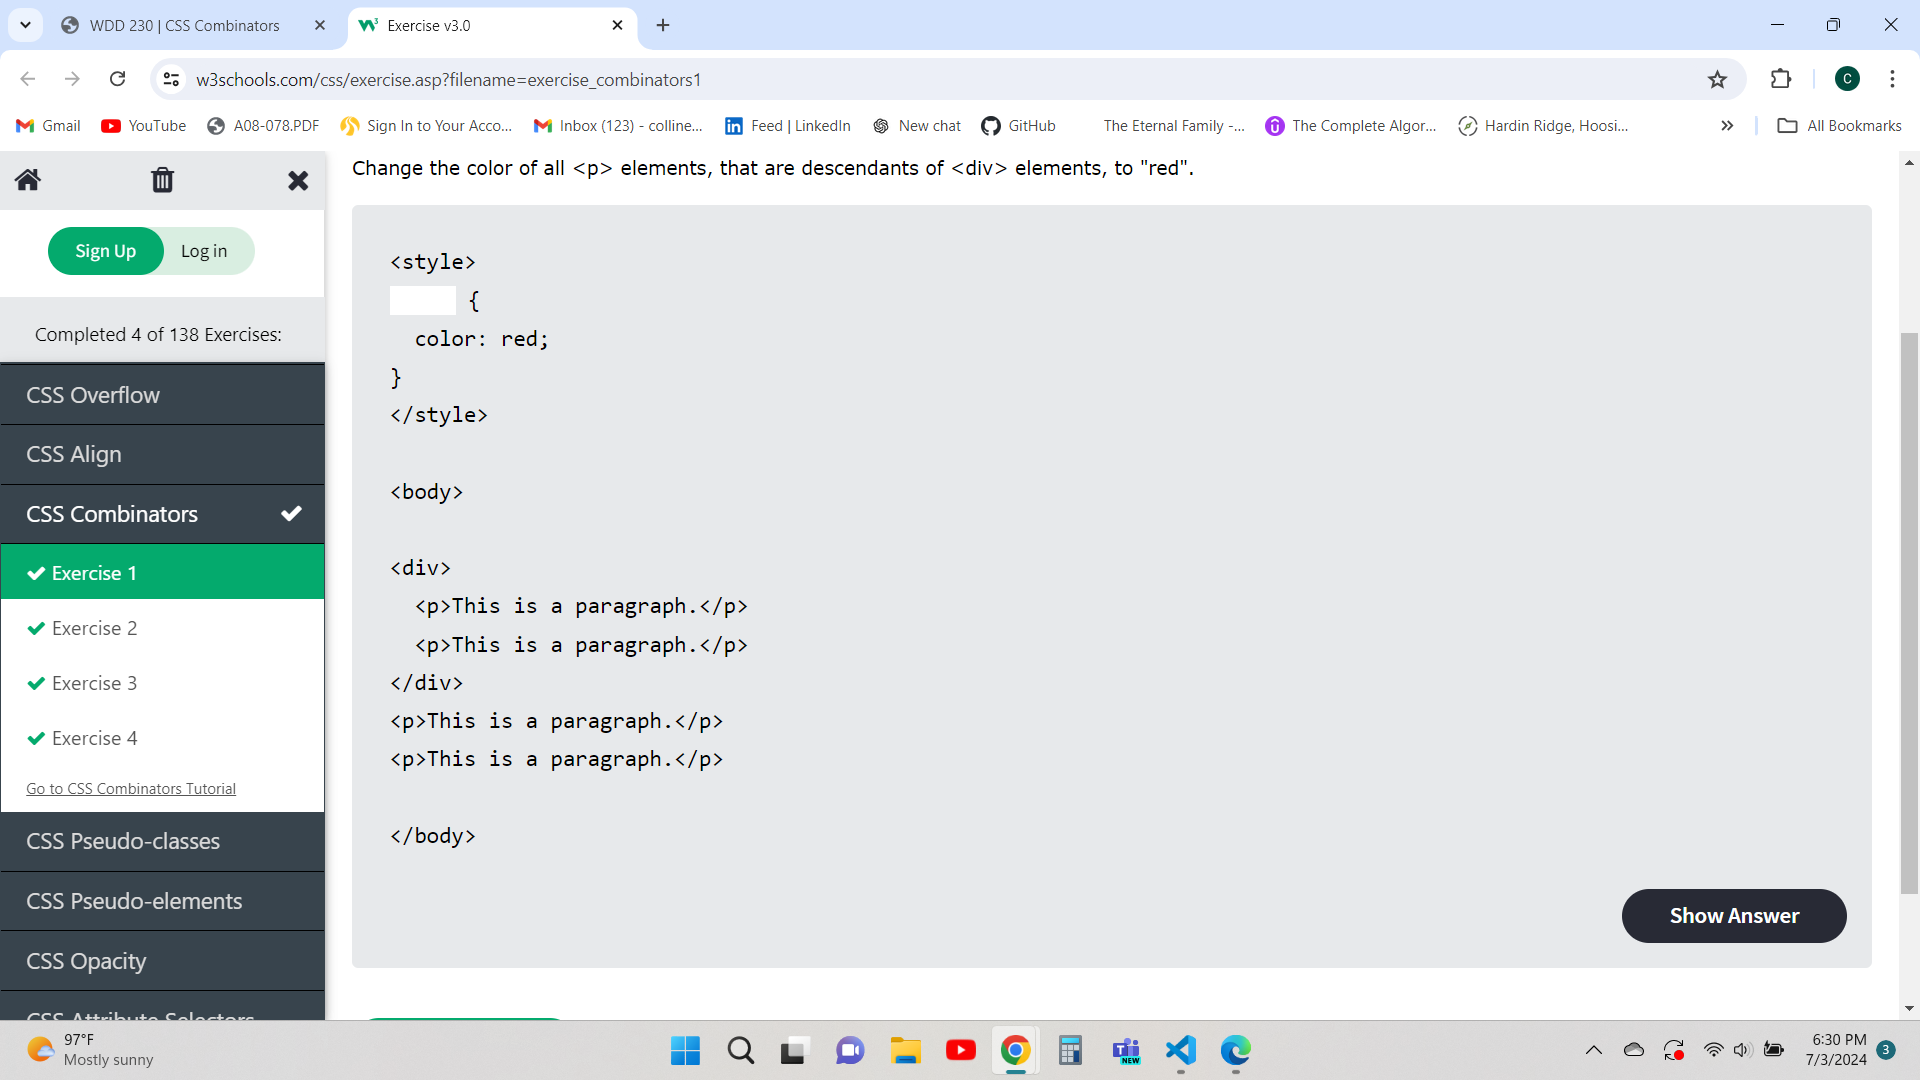 WDD 230 | CSS Combinators
Exercise v3.0
w3schools.com/css/exercise.asp?filename=exercise_combinators1
Gmail YouTube A08-078.PDF Sign In to Your Acco... Inbox (123) - colline... Feed | LinkedIn New chat GitHub The Eternal Family -... The Complete Algor... Hardin Ridge, Hoosi... All Bookmarks
Sign Up Log in
Completed 4 of 138 Exercises:
CSS Overflow
CSS Align
CSS Combinators
Exercise 1
Exercise 2
Exercise 3
Exercise 4
Go to CSS Combinators Tutorial
CSS Pseudo-classes
CSS Pseudo-elements
CSS Opacity
CSS Attribute Selectors
Change the color of all <p> elements, that are descendants of <div> elements, to "red".
<style>
{
color: red;
}
</style>
<body>
<div>
<p>This is a paragraph.</p>
<p>This is a paragraph.</p>
</div>
<p>This is a paragraph.</p>
<p>This is a paragraph.</p>
</body>
Show Answer
97°F
Mostly sunny
NEW
6:30 PM
7/3/2024
3
C